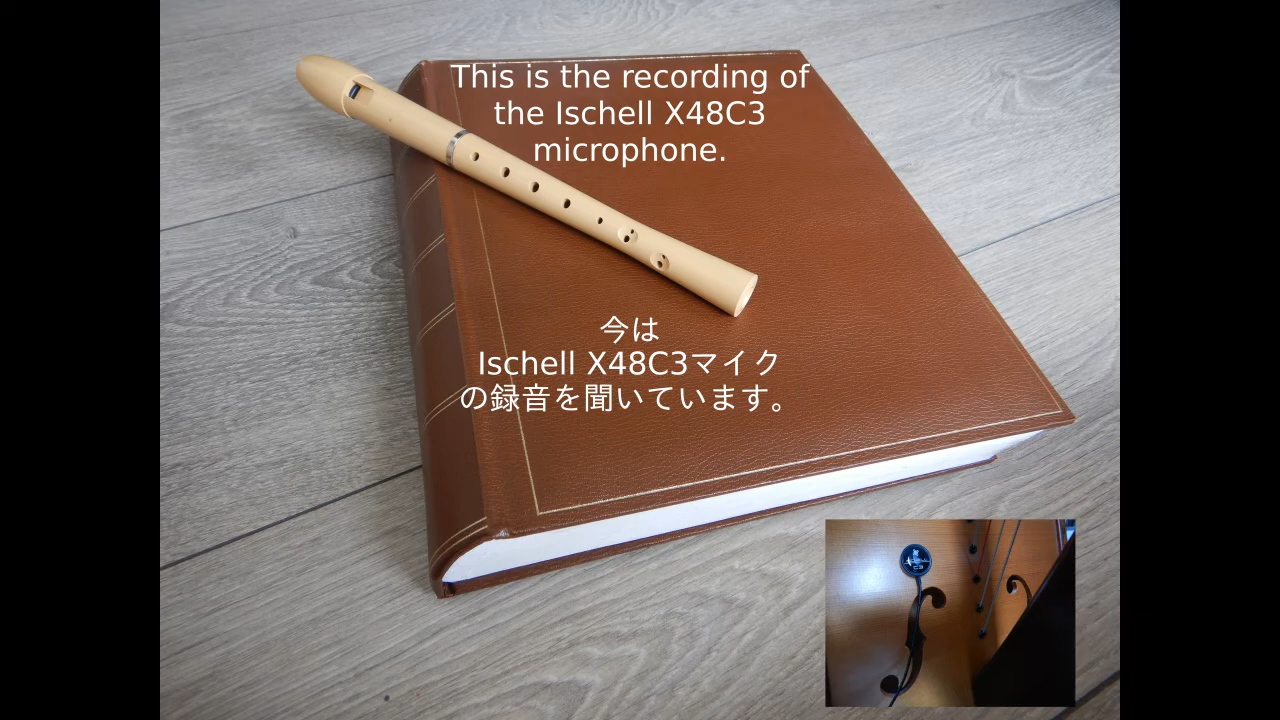 This is the recording of
the Ischell X48C3
microphone.
今は
Ischell X48C3マイク
の録音を聞いています。